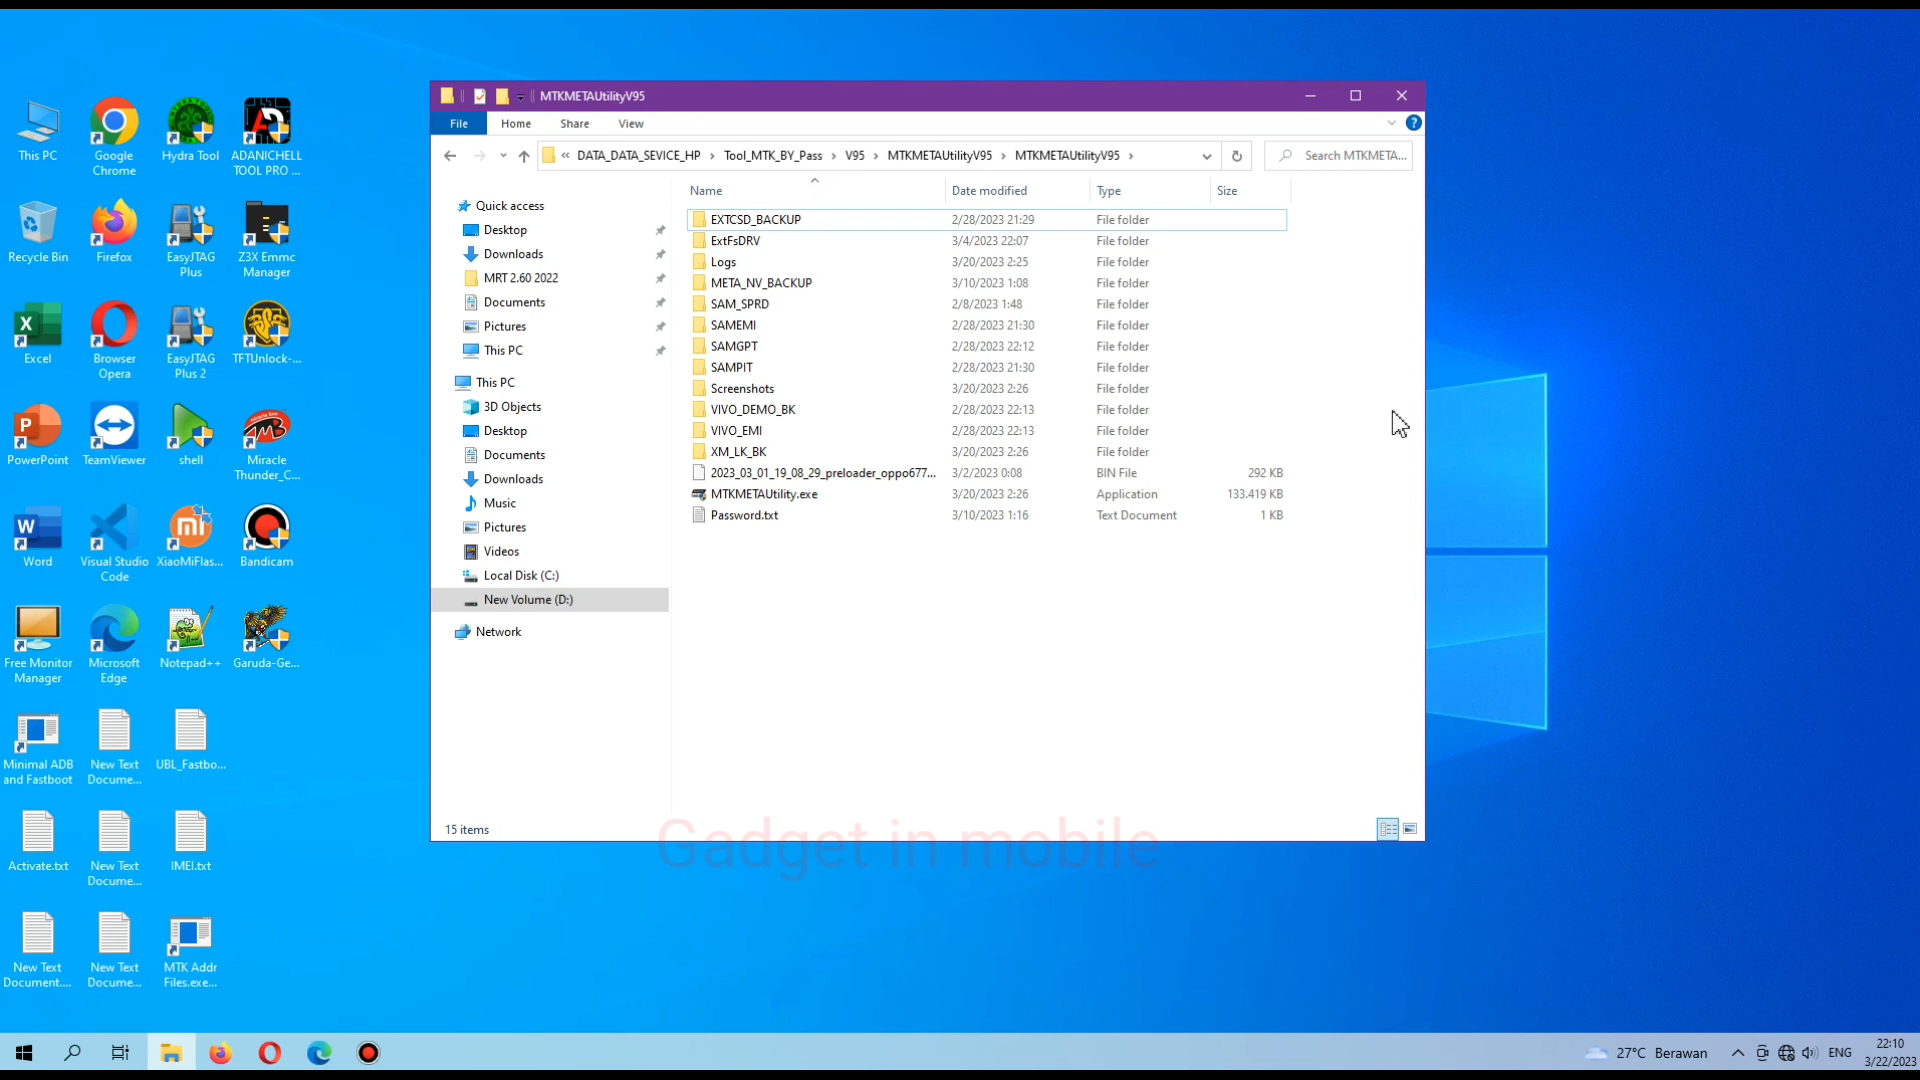 This PC
Google
Chrome
Hydra Tool
ADANICHELL
TOOL PRO ...
Recycle Bin
Firefox
EasyJTAG
Plus
Z3X Emmc
Manager
Excel
Browser
Opera
EasyJTAG
Plus 2
TFTUnlock-...
PowerPoint
TeamViewer
shell
Miracle
Thunder_C...
Word
Visual Studio
Code
XiaoMiFlas...
Bandicam
Free Monitor
Manager
Microsoft
Edge
Notepad++
Garuda-Ge...
Minimal ADB
and Fastboot
New Text
Docume...
UBL_Fastbo...
Activate.txt
New Text
Docume...
IMEI.txt
New Text
Document....
New Text
Docume...
MTK Addr
Files.exe...
MTKMETAUtilityV95
File Home Share View
« DATA_DATA_SEVICE_HP › Tool_MTK_BY_Pass › V95 › MTKMETAUtilityV95 › MTKMETAUtilityV95 ›
Search MTKMETA...
Quick access
Desktop
Downloads
MRT 2.60 2022
Documents
Pictures
This PC
This PC
3D Objects
Desktop
Documents
Downloads
Music
Pictures
Videos
Local Disk (C:)
New Volume (D:)
Network
Name Date modified Type Size
EXTCSD_BACKUP 2/28/2023 21:29 File folder
ExtFsDRV 3/4/2023 22:07 File folder
Logs 3/20/2023 2:25 File folder
META_NV_BACKUP 3/10/2023 1:08 File folder
SAM_SPRD 2/8/2023 1:48 File folder
SAMEMI 2/28/2023 21:30 File folder
SAMGPT 2/28/2023 22:12 File folder
SAMPIT 2/28/2023 21:30 File folder
Screenshots 3/20/2023 2:26 File folder
VIVO_DEMO_BK 2/28/2023 22:13 File folder
VIVO_EMI 2/28/2023 22:13 File folder
XM_LK_BK 3/20/2023 2:26 File folder
2023_03_01_19_08_29_preloader_oppo677... 3/2/2023 0:08 BIN File 292 KB
MTKMETAUtility.exe 3/20/2023 2:26 Application 133.419 KB
Password.txt 3/10/2023 1:16 Text Document 1 KB
15 items
Gadget in mobile
27°C Berawan
ENG
22:10
3/22/2023